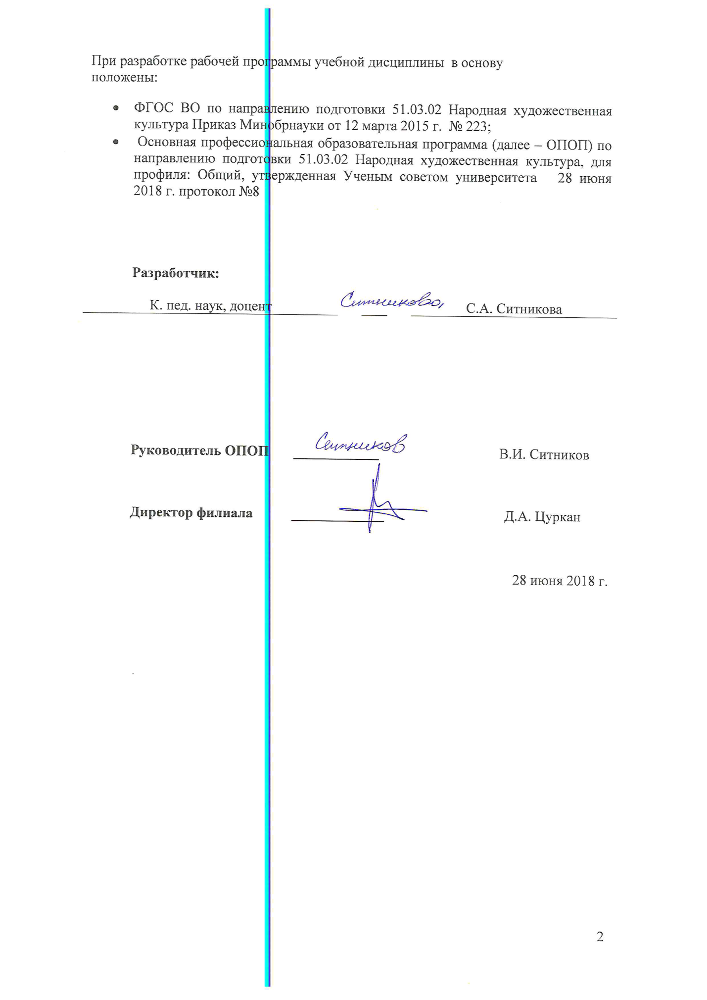 При разработке рабочей программы учебной дисциплины в основу
положены:
• ФГОС ВО по направлению подготовки 51.03.02 Народная художественная
культура Приказ Минобрнауки от 12 марта 2015 г. № 223;
• Основная профессиональная образовательная программа (далее – ОПОП) по
направлению подготовки 51.03.02 Народная художественная культура, для
профиля: Общий, утвержденная Ученым советом университета 28 июня
2018 г. протокол №8
Разработчик:
К. пед. наук, доцент Ситникова С.А. Ситникова
Руководитель ОПОП Ситников В.И. Ситников
Директор филиала Д.А. Цуркан
28 июня 2018 г.
2